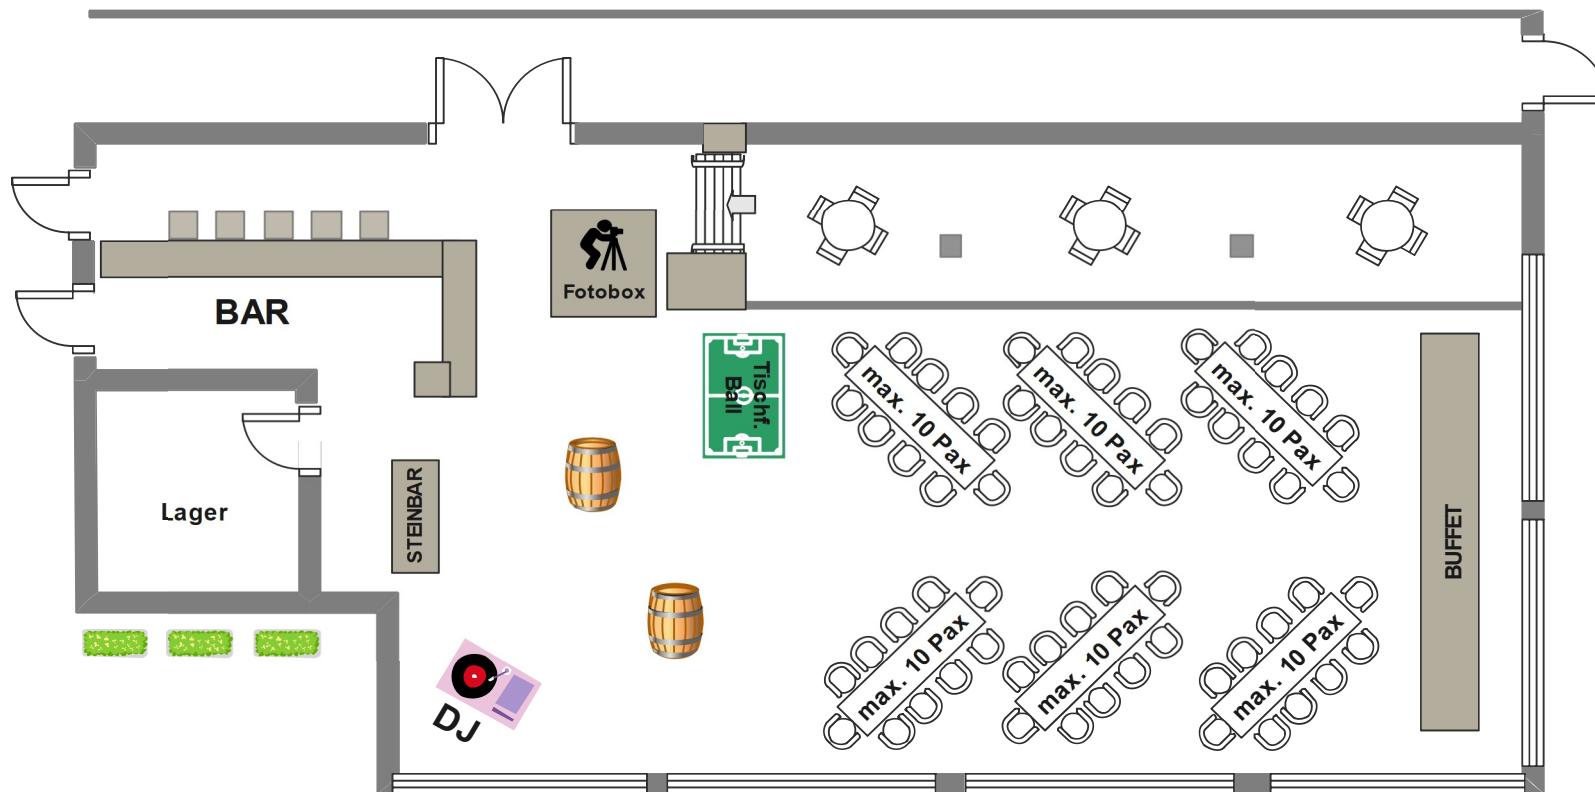 Fotobox
BAR
Tischf.
Ball
max. 10 Pax
max. 10 Pax
max. 10 Pax
STEINBAR
Lager
BUFFET
max. 10 Pax
max. 10 Pax
max. 10 Pax
DJ